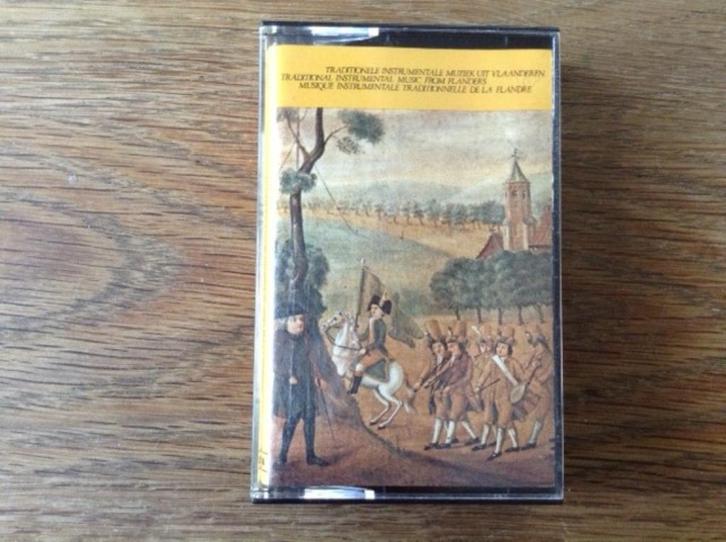 TRADITIONELE INSTRUMENTALE MUZIEK UIT VLAANDEREN
TRADITIONAL INSTRUMENTAL MUSIC FROM FLANDERS
MUSIQUE INSTRUMENTALE TRADITIONNELLE DE LA FLANDRE